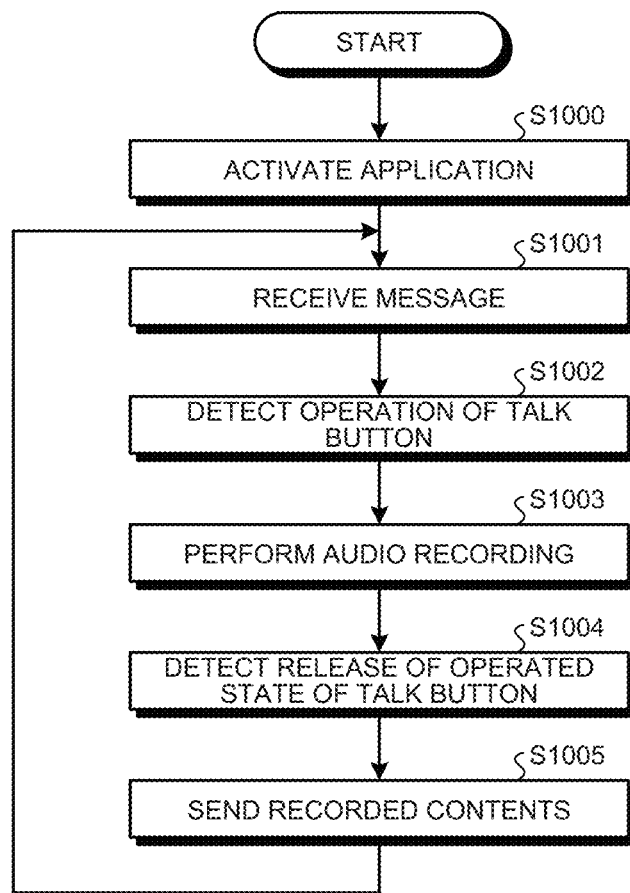 START
S1000
ACTIVATE APPLICATION
S1001
RECEIVE MESSAGE
S1002
DETECT OPERATION OF TALK
BUTTON
S1003
PERFORM AUDIO RECORDING
S1004
DETECT RELEASE OF OPERATED
STATE OF TALK BUTTON
S1005
SEND RECORDED CONTENTS